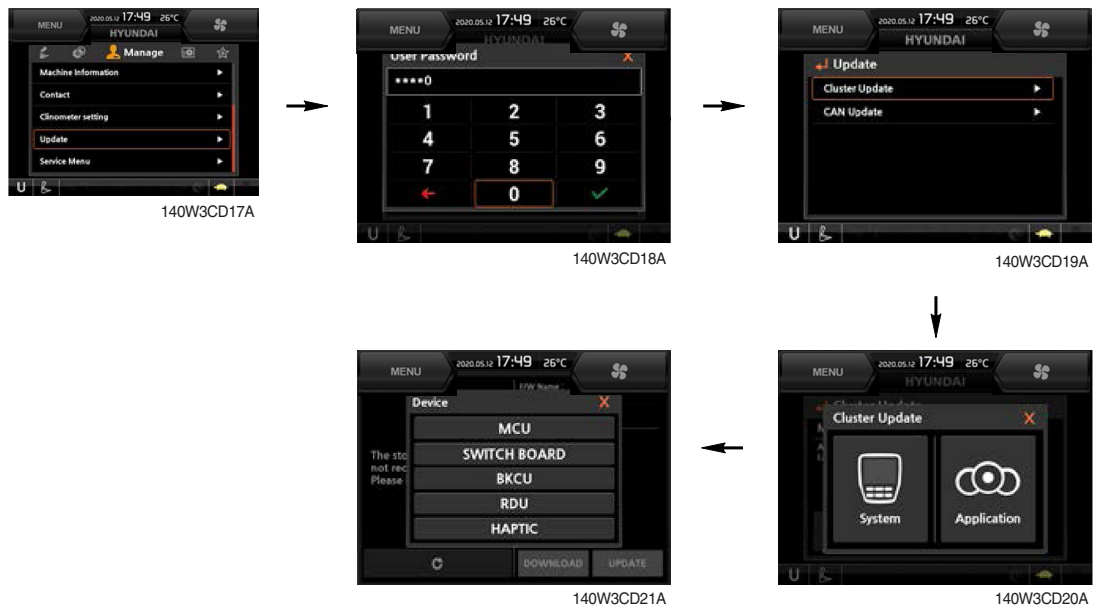 MENU
2020.05.12 17:49 26°C
HYUNDAI
Manage
Machine Information
Contact
Clinometer setting
Update
Service Menu
U
140W3CD17A
MENU
2020.05.12 17:49 26°C
HYUNDAI
User Password
X
****0
1 2 3
4 5 6
7 8 9
0
U
140W3CD18A
MENU
2020.05.12 17:49 26°C
HYUNDAI
Update
Cluster Update
CAN Update
U
140W3CD19A
MENU
2020.05.12 17:49 26°C
HYUNDAI
Cluster Update
Cluster Update X
System Application
U
140W3CD20A
MENU
2020.05.12 17:49 26°C
F/W Name
Device X
MCU
SWITCH BOARD
BKCU
RDU
HAPTIC
The sto
not rec
Please
DOWNLOAD UPDATE
140W3CD21A